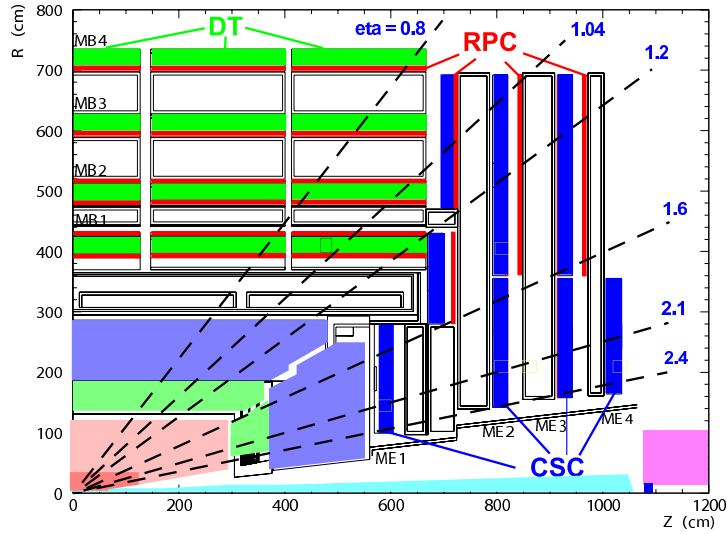 R (cm)
800
700
600
500
400
300
200
100
0
MB4
MB3
MB2
MB1
DT
eta = 0.8
RPC
1.04
1.2
1.6
2.1
2.4
ME1
ME2
ME3
ME4
CSC
0
200
400
600
800
1000
1200
Z (cm)